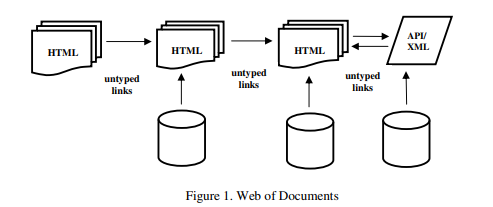 HTML
HTML
HTML
API/
XML
untyped
links
untyped
links
untyped
links
Figure 1. Web of Documents